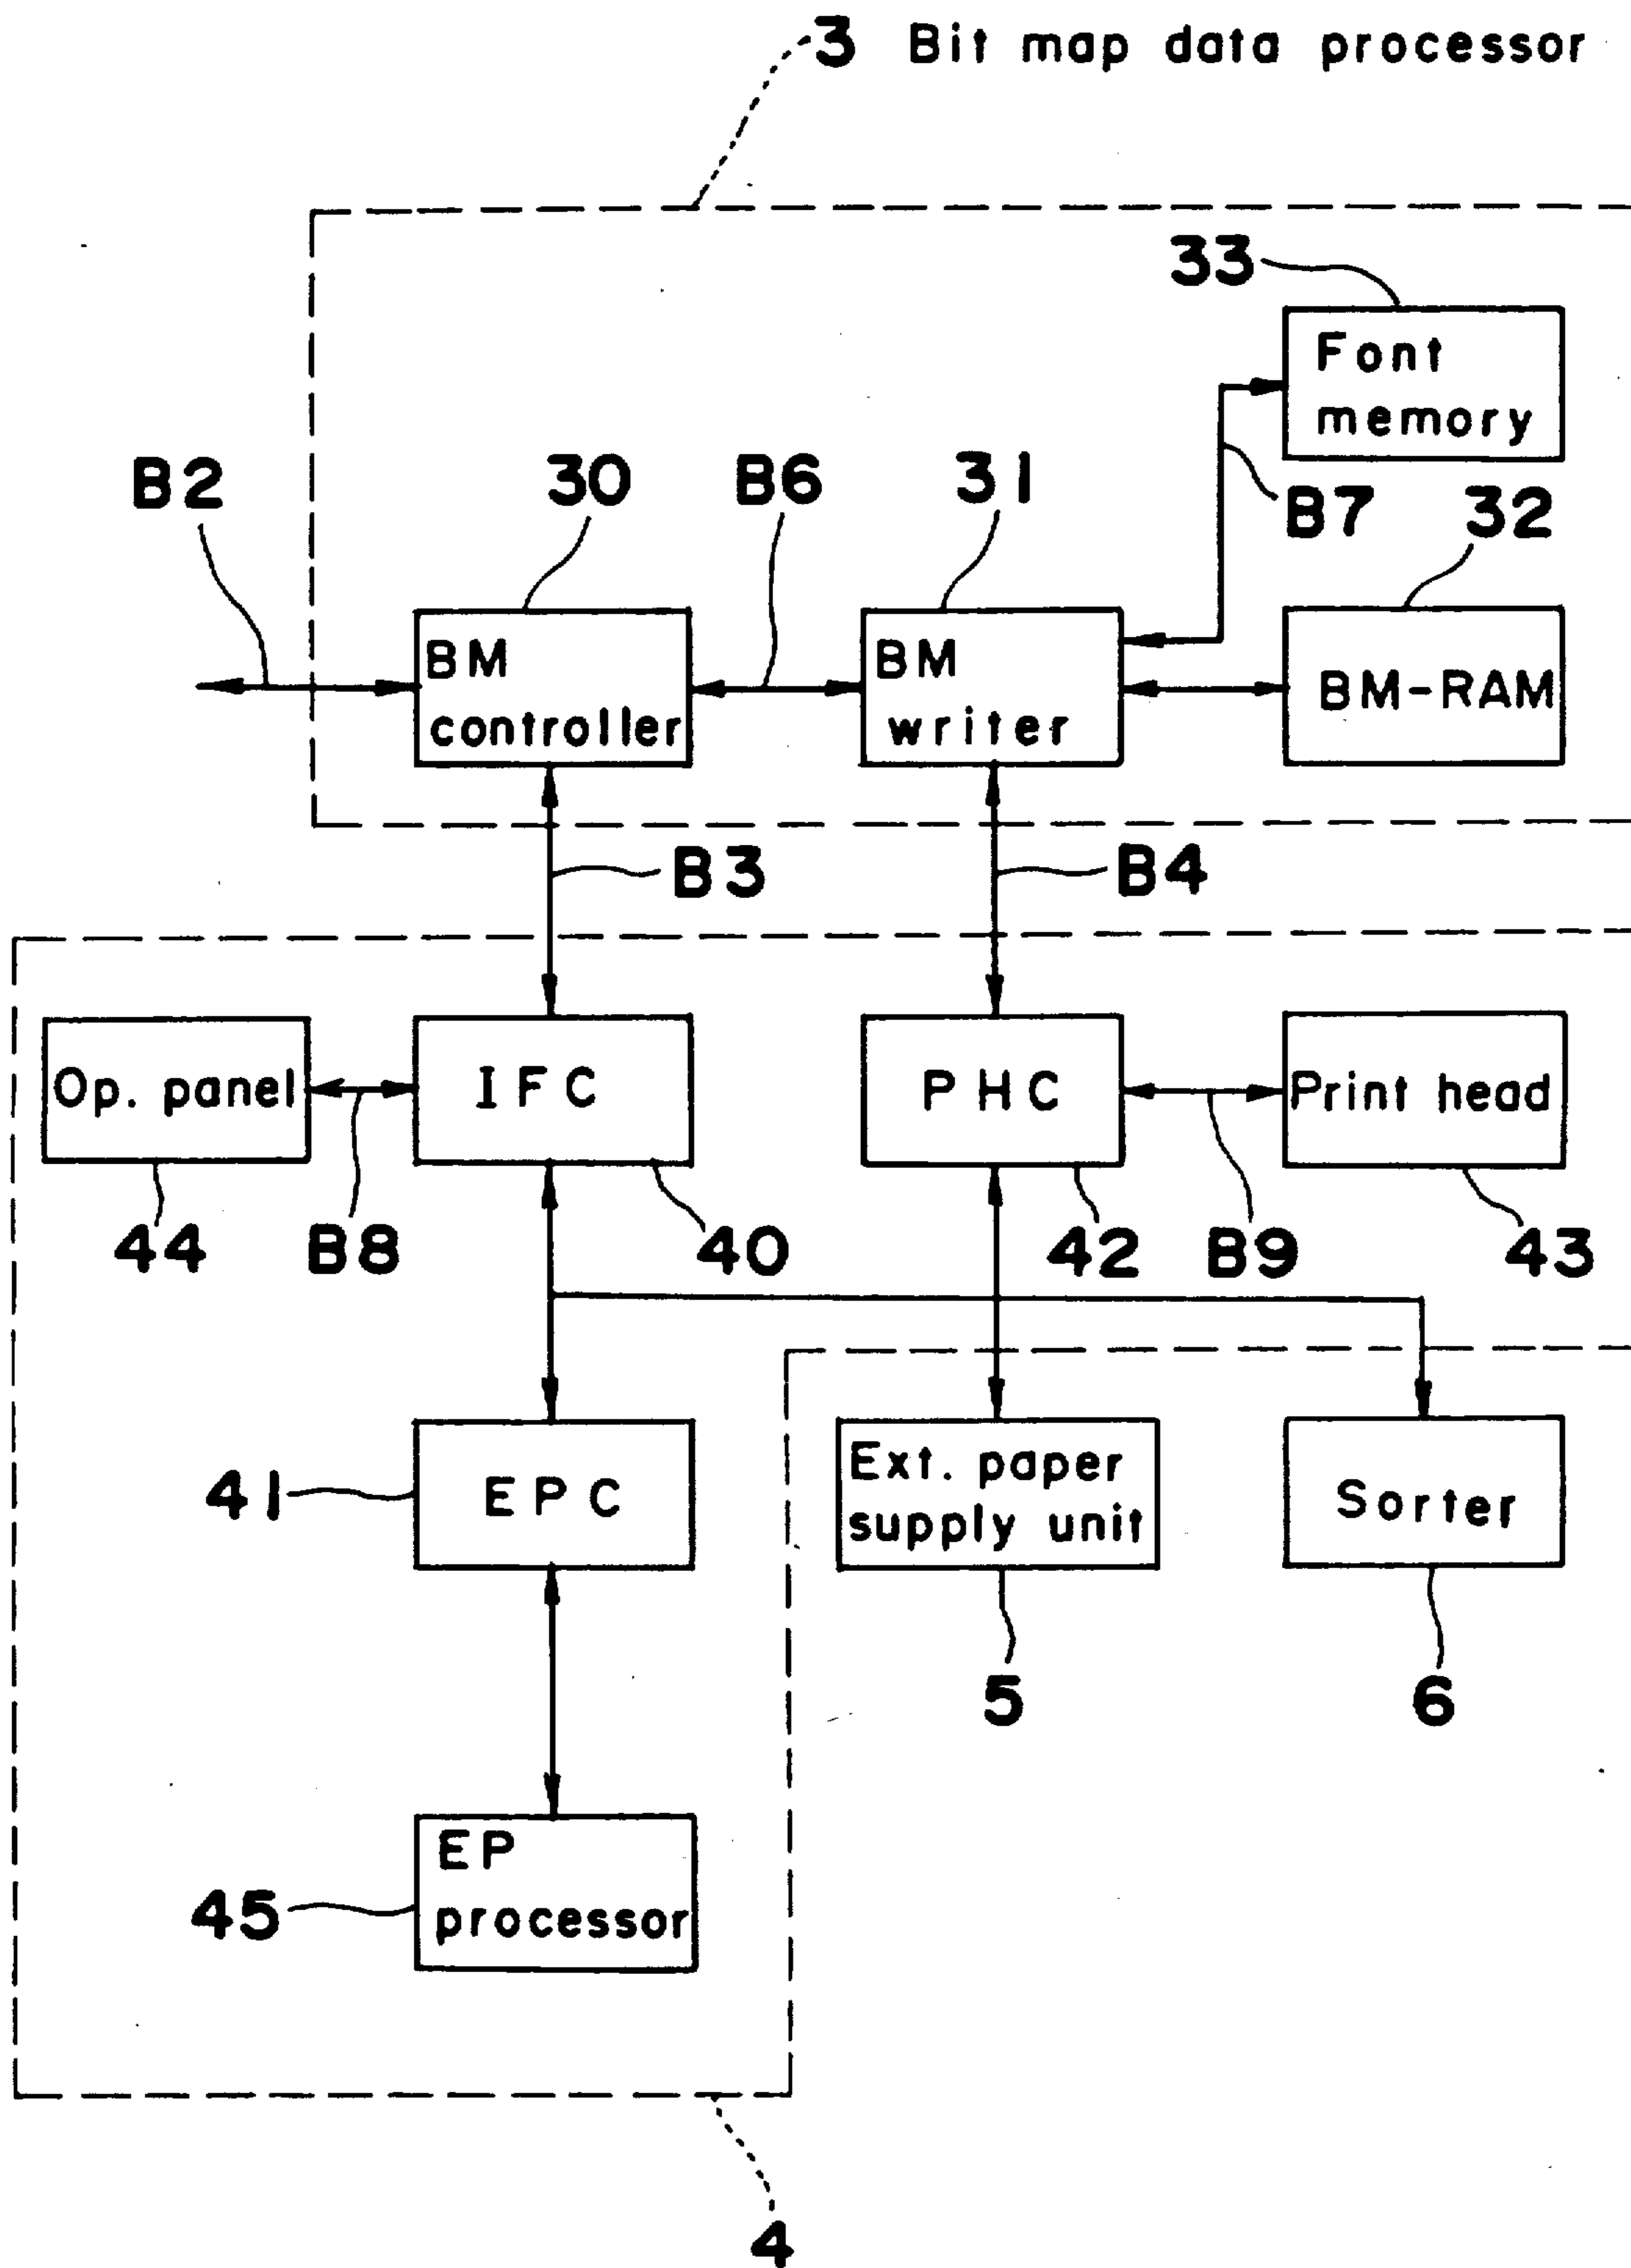 3 Bit map data processor
33
Font
memory
B2
30
B6
31
B7
32
BM
controller
BM
writer
BM-RAM
B3
B4
Op. panel
IFC
PHC
Print head
44
B8
40
42
B9
43
41
EPC
Ext. paper
supply unit
Sorter
5
6
45
EP
processor
4